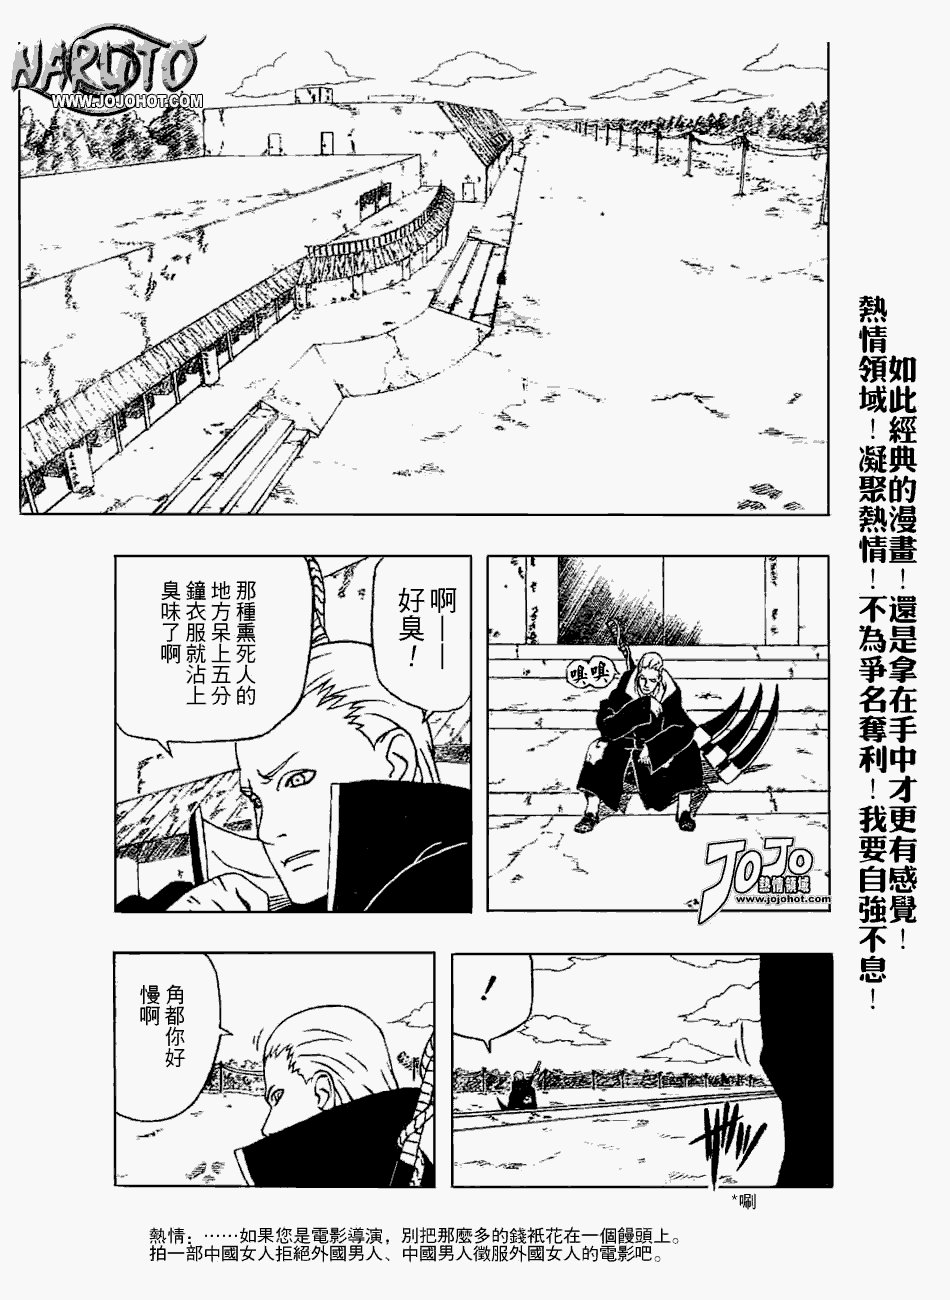 NARUTO
WWW.JOJOHOT.COM
如此經典的漫畫！還是拿在手中才更有感覺！
熱情領域！凝聚熱情！不為爭名奪利！我要自強不息！
嗅嗅
JOJO
熱情領域
www.jojohot.com
啊——
好臭！
那種熏死人的
地方呆上五分
鐘衣服就沾上
臭味了啊
！
*唰
角都你好
慢啊
熱情：……如果您是電影導演，別把那麼多的錢祇花在一個饅頭上。
拍一部中國女人拒絕外國男人、中國男人徵服外國女人的電影吧。